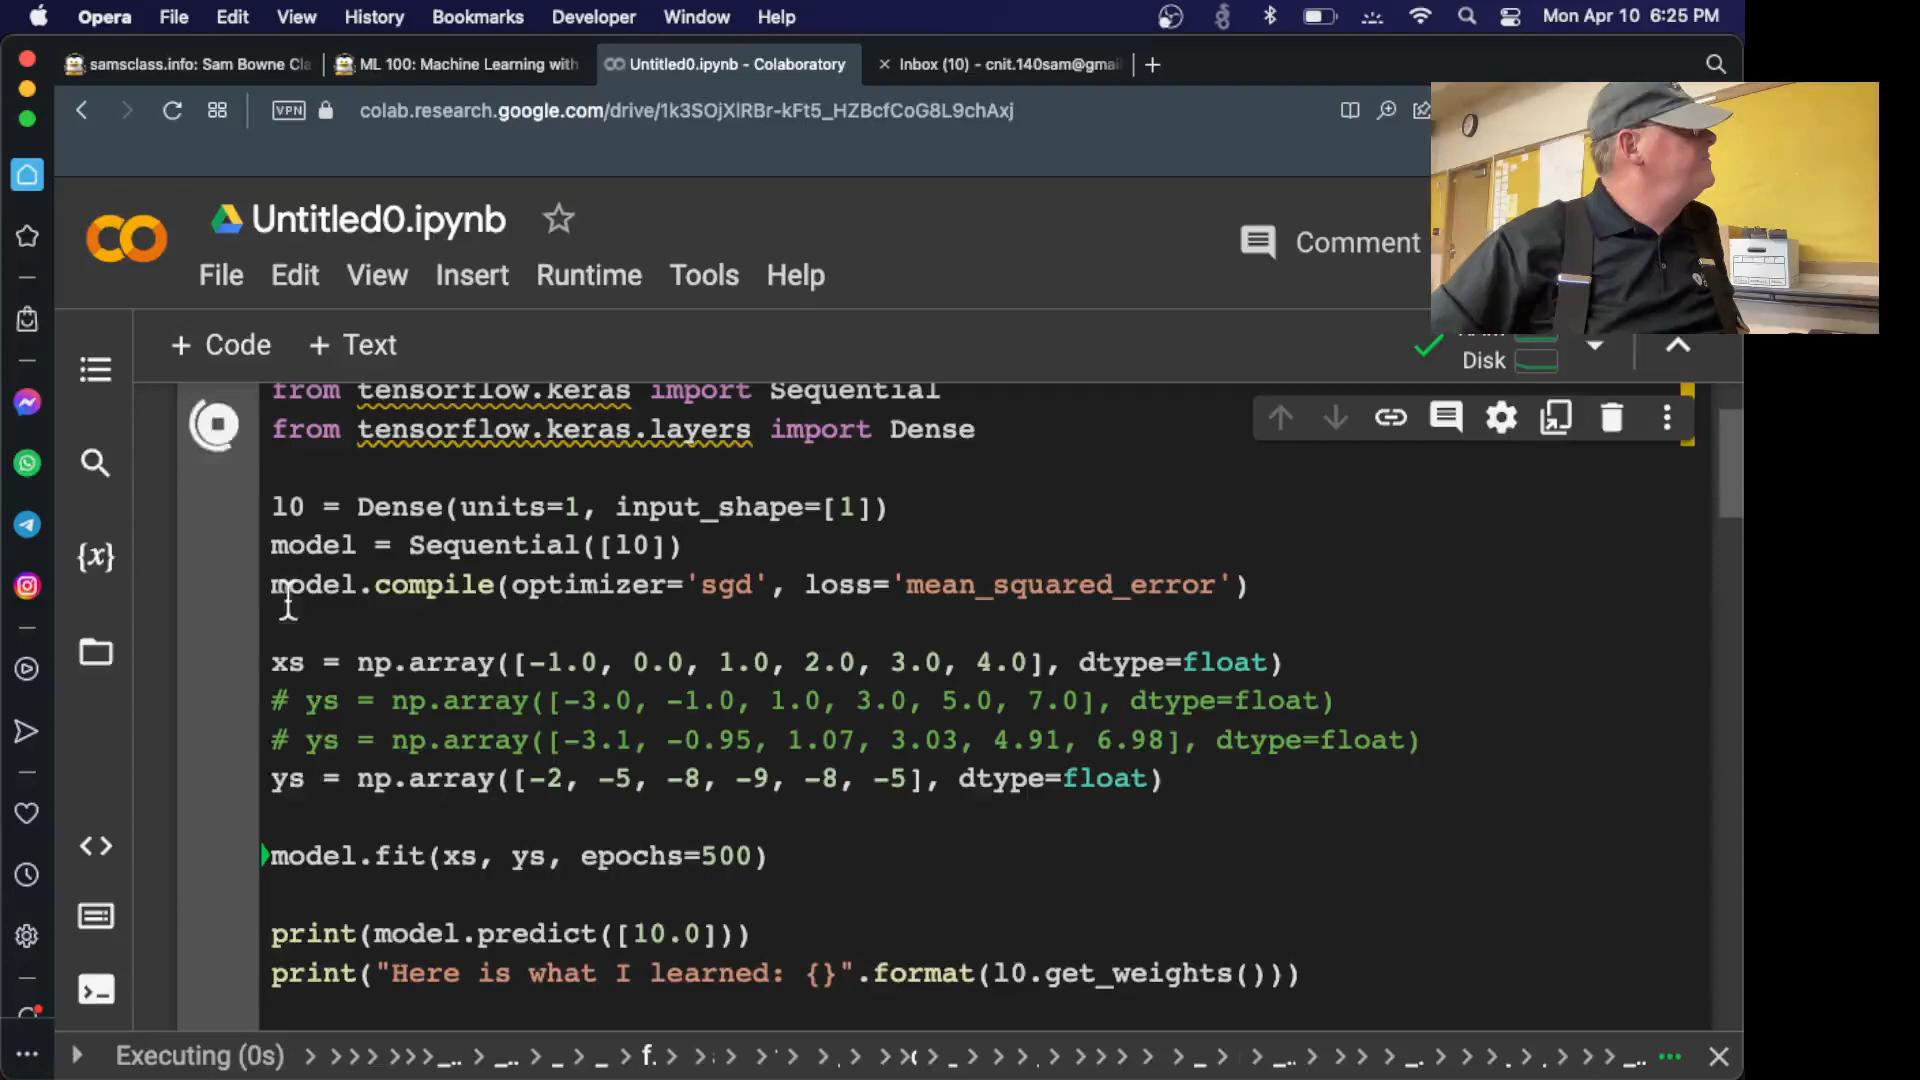 Opera File Edit View History Bookmarks Developer Window Help Mon Apr 10 6:25 PM
samsclass.info: Sam Bowne Cla ML 100: Machine Learning with Untitled0.ipynb - Colaboratory Inbox (10) - cnit.140sam@gmai
VPN colab.research.google.com/drive/1k3SOjXlRBr-kFt5_HZBcfCoG8L9chAxj
Untitled0.ipynb
Comment
File Edit View Insert Runtime Tools Help
+ Code + Text
Disk
from tensorflow.keras import Sequential
from tensorflow.keras.layers import Dense
l0 = Dense(units=1, input_shape=[1])
model = Sequential([l0])
model.compile(optimizer='sgd', loss='mean_squared_error')
xs = np.array([-1.0, 0.0, 1.0, 2.0, 3.0, 4.0], dtype=float)
# ys = np.array([-3.0, -1.0, 1.0, 3.0, 5.0, 7.0], dtype=float)
# ys = np.array([-3.1, -0.95, 1.07, 3.03, 4.91, 6.98], dtype=float)
ys = np.array([-2, -5, -8, -9, -8, -5], dtype=float)
model.fit(xs, ys, epochs=500)
print(model.predict([10.0]))
print("Here is what I learned: {}".format(l0.get_weights()))
Executing (0s)